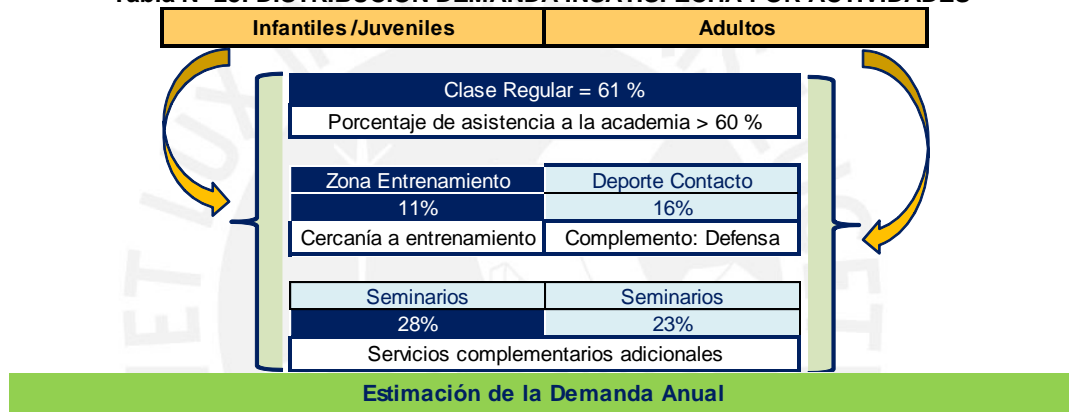 Infantiles /Juveniles Adultos
Clase Regular = 61 %
Porcentaje de asistencia a la academia > 60 %
Zona Entrenamiento Deporte Contacto
11% 16%
Cercanía a entrenamiento Complemento: Defensa
Seminarios Seminarios
28% 23%
Servicios complementarios adicionales
Estimación de la Demanda Anual